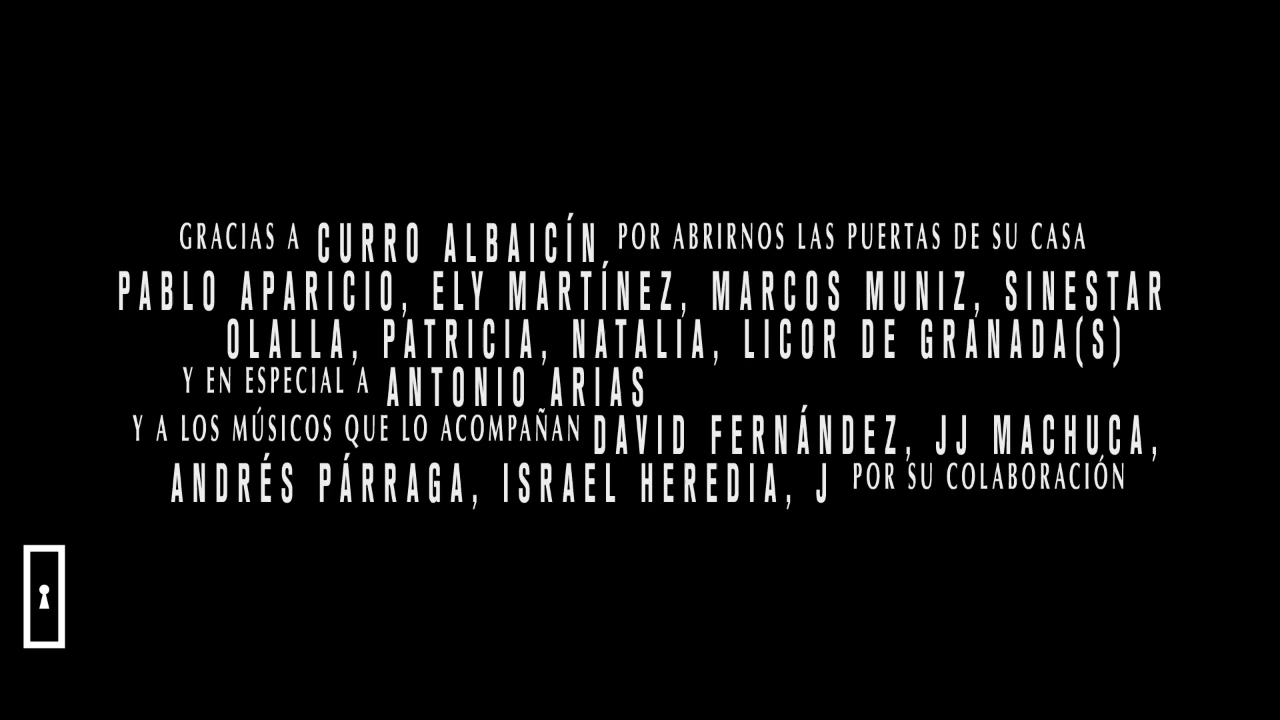 GRACIAS A CURRO ALBAICÍN POR ABRIRNOS LAS PUERTAS DE SU CASA
PABLO APARICIO, ELY MARTÍNEZ, MARCOS MUNIZ, SINESTAR
OLALLA, PATRICIA, NATALIA, LICOR DE GRANADA(S)
Y EN ESPECIAL A ANTONIO ARIAS
Y A LOS MÚSICOS QUE LO ACOMPAÑAN DAVID FERNÁNDEZ, JJ MACHUCA,
ANDRÉS PÁRRAGA, ISRAEL HEREDIA, J POR SU COLABORACIÓN